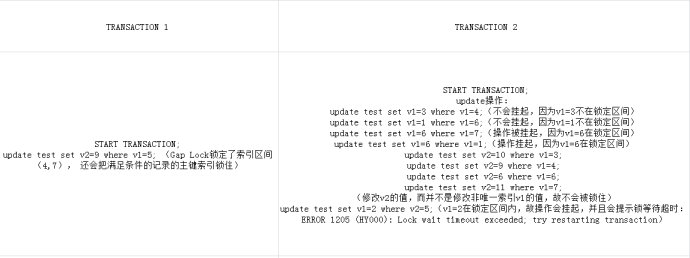 TRANSACTION 1
TRANSACTION 2
START TRANSACTION;
update test set v2=9 where v1=5; （Gap Lock锁定了索引区间
（4,7）， 还会把满足条件的记录的主键索引锁住）
START TRANSACTION;
update操作：
update test set v1=3 where v1=4;（不会挂起，因为v1=3不在锁定区间）
update test set v1=1 where v1=6;（不会挂起，因为v1=1不在锁定区间）
update test set v1=6 where v1=7;（操作被挂起，因为v1=6在锁定区间）
update test set v1=6 where v1=1;（操作挂起，因为v1=6在锁定区间）
update test set v2=10 where v1=3;
update test set v2=9 where v1=4;
update test set v2=6 where v1=6;
update test set v2=11 where v1=7;
（修改v2的值，而并不是修改非唯一索引v1的值，故不会被锁住）
update test set v1=2 where v2=5;（v1=2在锁定区间内，故操作会挂起，并且会提示锁等待超时：
ERROR 1205 (HY000): Lock wait timeout exceeded; try restarting transaction）